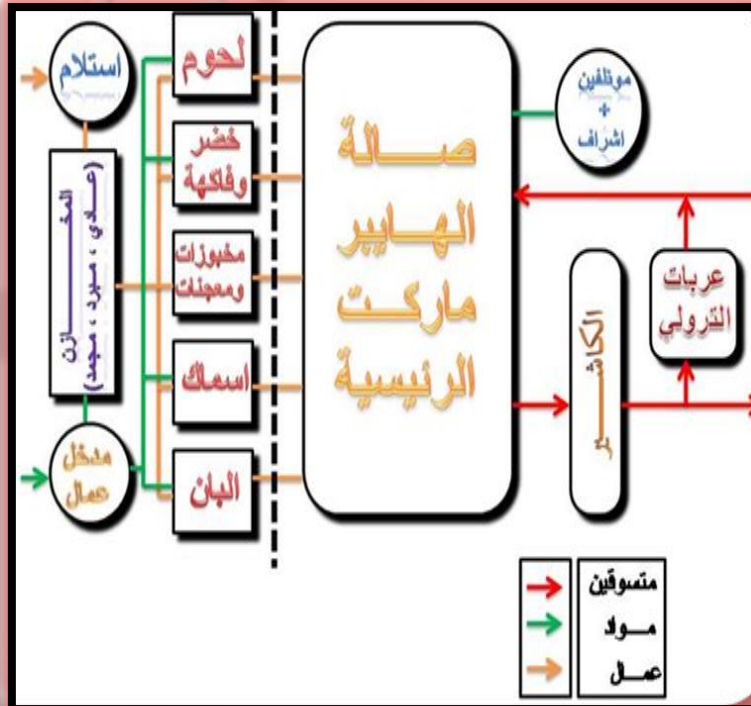 استلام
لحوم
موظفين
+
اشراف
صالة
الهايبر
ماركت
الرئيسية
خضر
وفاكهة
المخازن
(عادي ، مبرد ، مجمد)
مخبوزات
ومعجنات
عربات
الترولي
الكاشير
اسماك
مدخل
عمال
البان
متسوقين
مواد
عمال